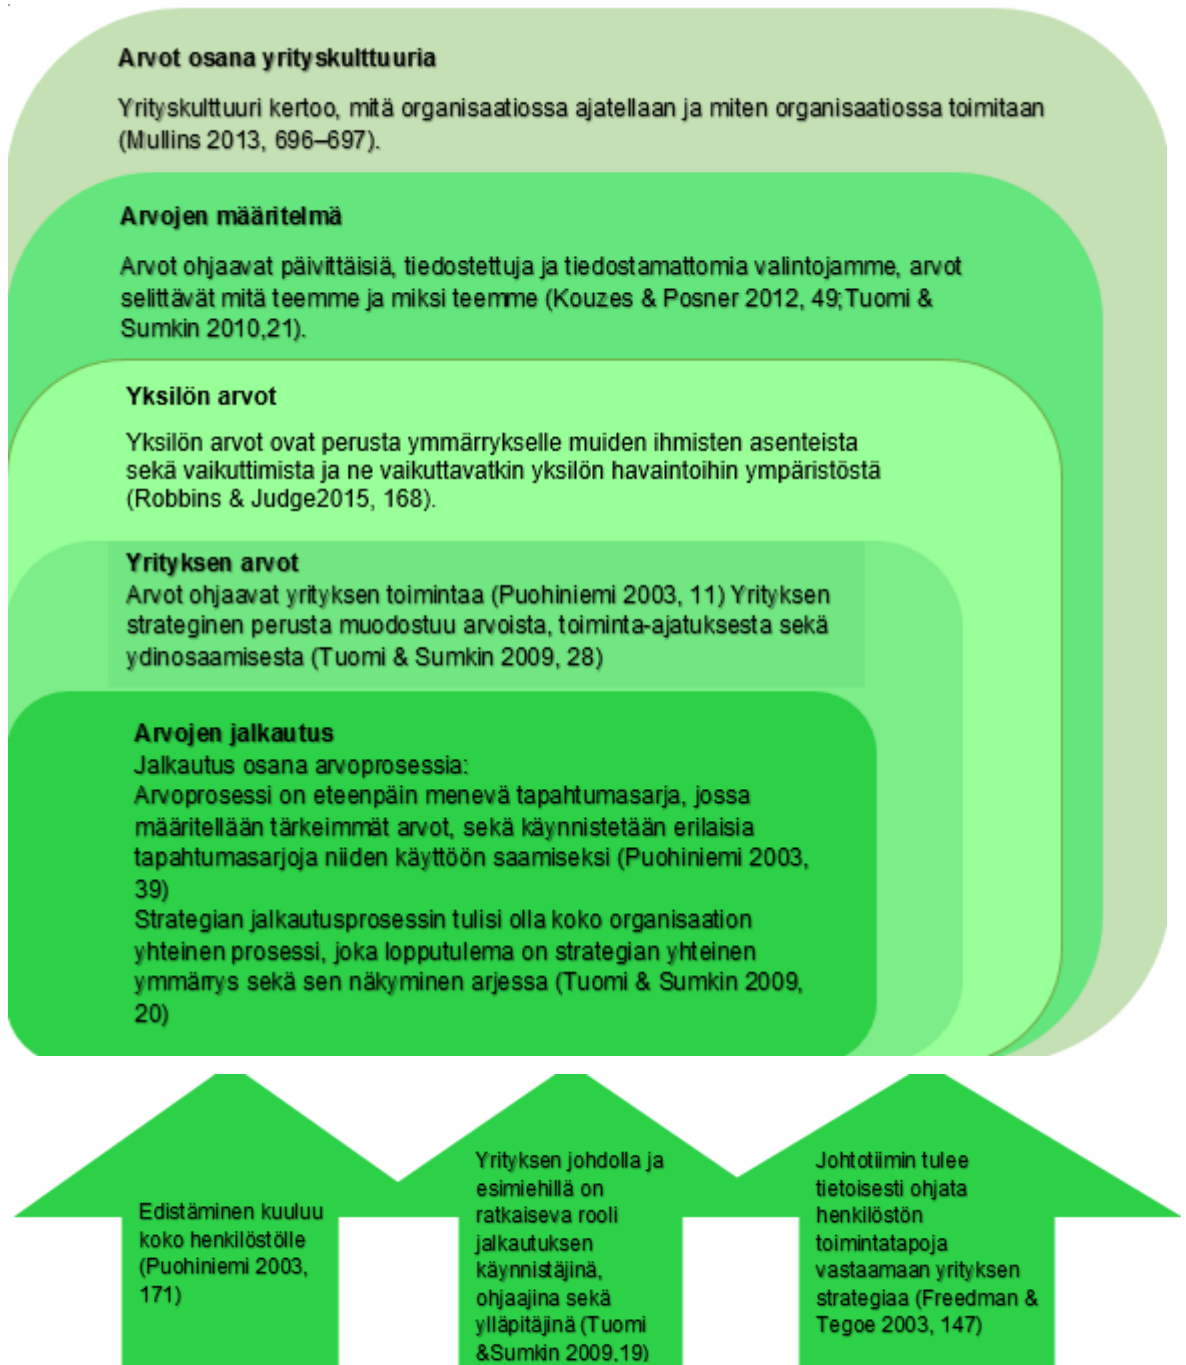 Arvot osana yrityskulttuuria
Yrityskulttuuri kertoo, mitä organisaatiossa ajatellaan ja miten organisaatiossa toimitaan
(Mullins 2013, 696–697).
Arvojen määritelmä
Arvot ohjaavat päivittäisiä, tiedostettuja ja tiedostamattomia valintojamme, arvot
selittävät mitä teemme ja miksi teemme (Kouzes & Posner 2012, 49;Tuomi &
Sumkin 2010,21).
Yksilön arvot
Yksilön arvot ovat perusta ymmärrykselle muiden ihmisten asenteista
sekä vaikuttimista ja ne vaikuttavatkin yksilön havaintoihin ympäristöstä
(Robbins & Judge2015, 168).
Yrityksen arvot
Arvot ohjaavat yrityksen toimintaa (Puohiniemi 2003, 11) Yrityksen
strateginen perusta muodostuu arvoista, toiminta-ajatuksesta sekä
ydinosaamisesta (Tuomi & Sumkin 2009, 28)
Arvojen jalkautus
Jalkautus osana arvoprosessia:
Arvoprosessi on eteenpäin menevä tapahtumasarja, jossa
määritellään tärkeimmät arvot, sekä käynnistetään erilaisia
tapahtumasarjoja niiden käyttöön saamiseksi (Puohiniemi 2003,
39)
Strategian jalkautusprosessin tulisi olla koko organisaation
yhteinen prosessi, joka lopputulema on strategian yhteinen
ymmärrys sekä sen näkyminen arjessa (Tuomi & Sumkin 2009,
20)
Edistäminen kuuluu
koko henkilöstölle
(Puohiniemi 2003,
171)
Yrityksen johdolla ja
esimiehillä on
ratkaiseva rooli
jalkautuksen
käynnistäjinä,
ohjaajina sekä
ylläpitäjinä (Tuomi
&Sumkin 2009,19)
Johtotiimin tulee
tietoisesti ohjata
henkilöstön
toimintatapoja
vastaamaan yrityksen
strategiaa (Freedman &
Tegoe 2003, 147)